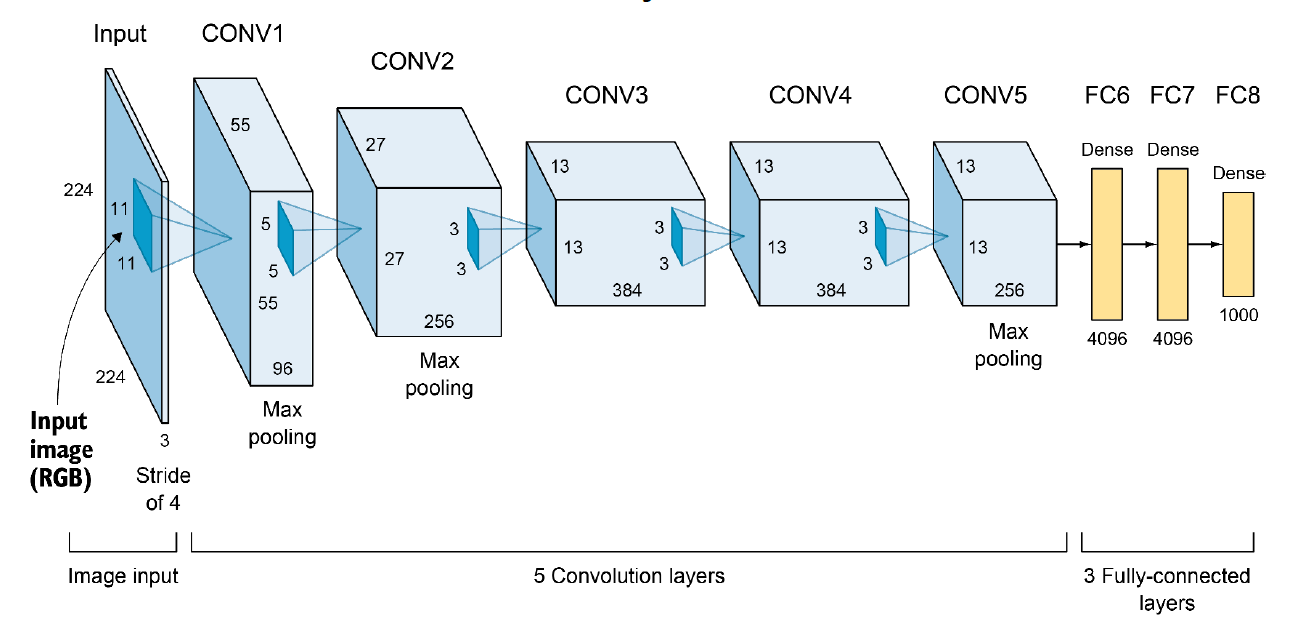 Input
CONV1
CONV2
CONV3
CONV4
CONV5
FC6
FC7
FC8
Dense
Dense
Dense
224
11
11
224
3
Stride
of 4
Input
image
(RGB)
55
5
5
55
96
Max
pooling
27
27
3
3
256
Max
pooling
13
13
3
3
384
13
13
3
3
384
13
13
256
Max
pooling
4096
4096
1000
Image input
5 Convolution layers
3 Fully-connected
layers